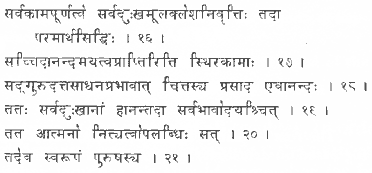 सर्वकामपूर्णत्वे सर्वदुःखमूलक्लेशनिवृत्तिः तदा
परमार्थसिद्धिः । १६ ।
सच्चिदानन्दमयत्वप्राप्तिरिति स्थिरकामाः । १७ ।
सद्गुरुदत्तसाधनप्रभावात् चित्तस्य प्रसाद एवानन्दः । १८ ।
ततः सर्वदुःखानां हानन्तदा सर्वभावोदयश्चित् । १९ ।
तत आत्मनो नित्यत्वोपलब्धिः सत् । २० ।
तदेव स्वरूपं पुरुषस्य । २१ ।